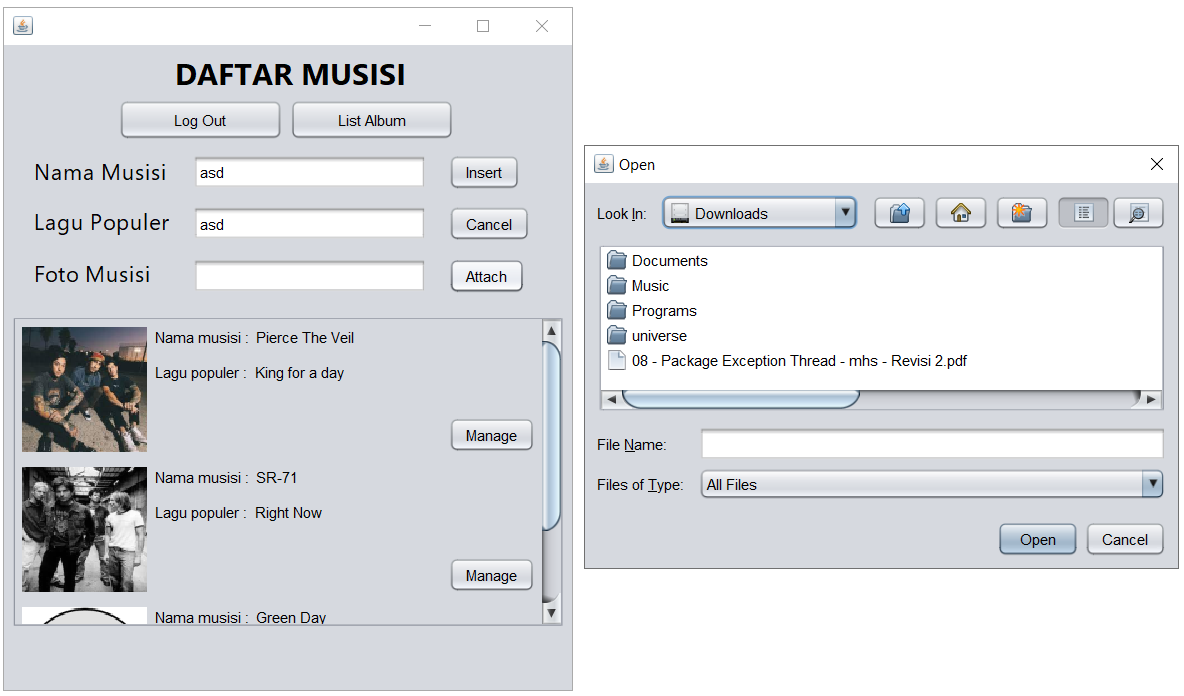 DAFTAR MUSISI
Log Out List Album
Nama Musisi asd Insert
Lagu Populer asd Cancel
Foto Musisi Attach
Nama musisi : Pierce The Veil
Lagu populer : King for a day
Manage
Nama musisi : SR-71
Lagu populer : Right Now
Manage
Nama musisi : Green Day
Open
Look In: Downloads
Documents
Music
Programs
universe
08 - Package Exception Thread - mhs - Revisi 2.pdf
File Name:
Files of Type: All Files
Open Cancel